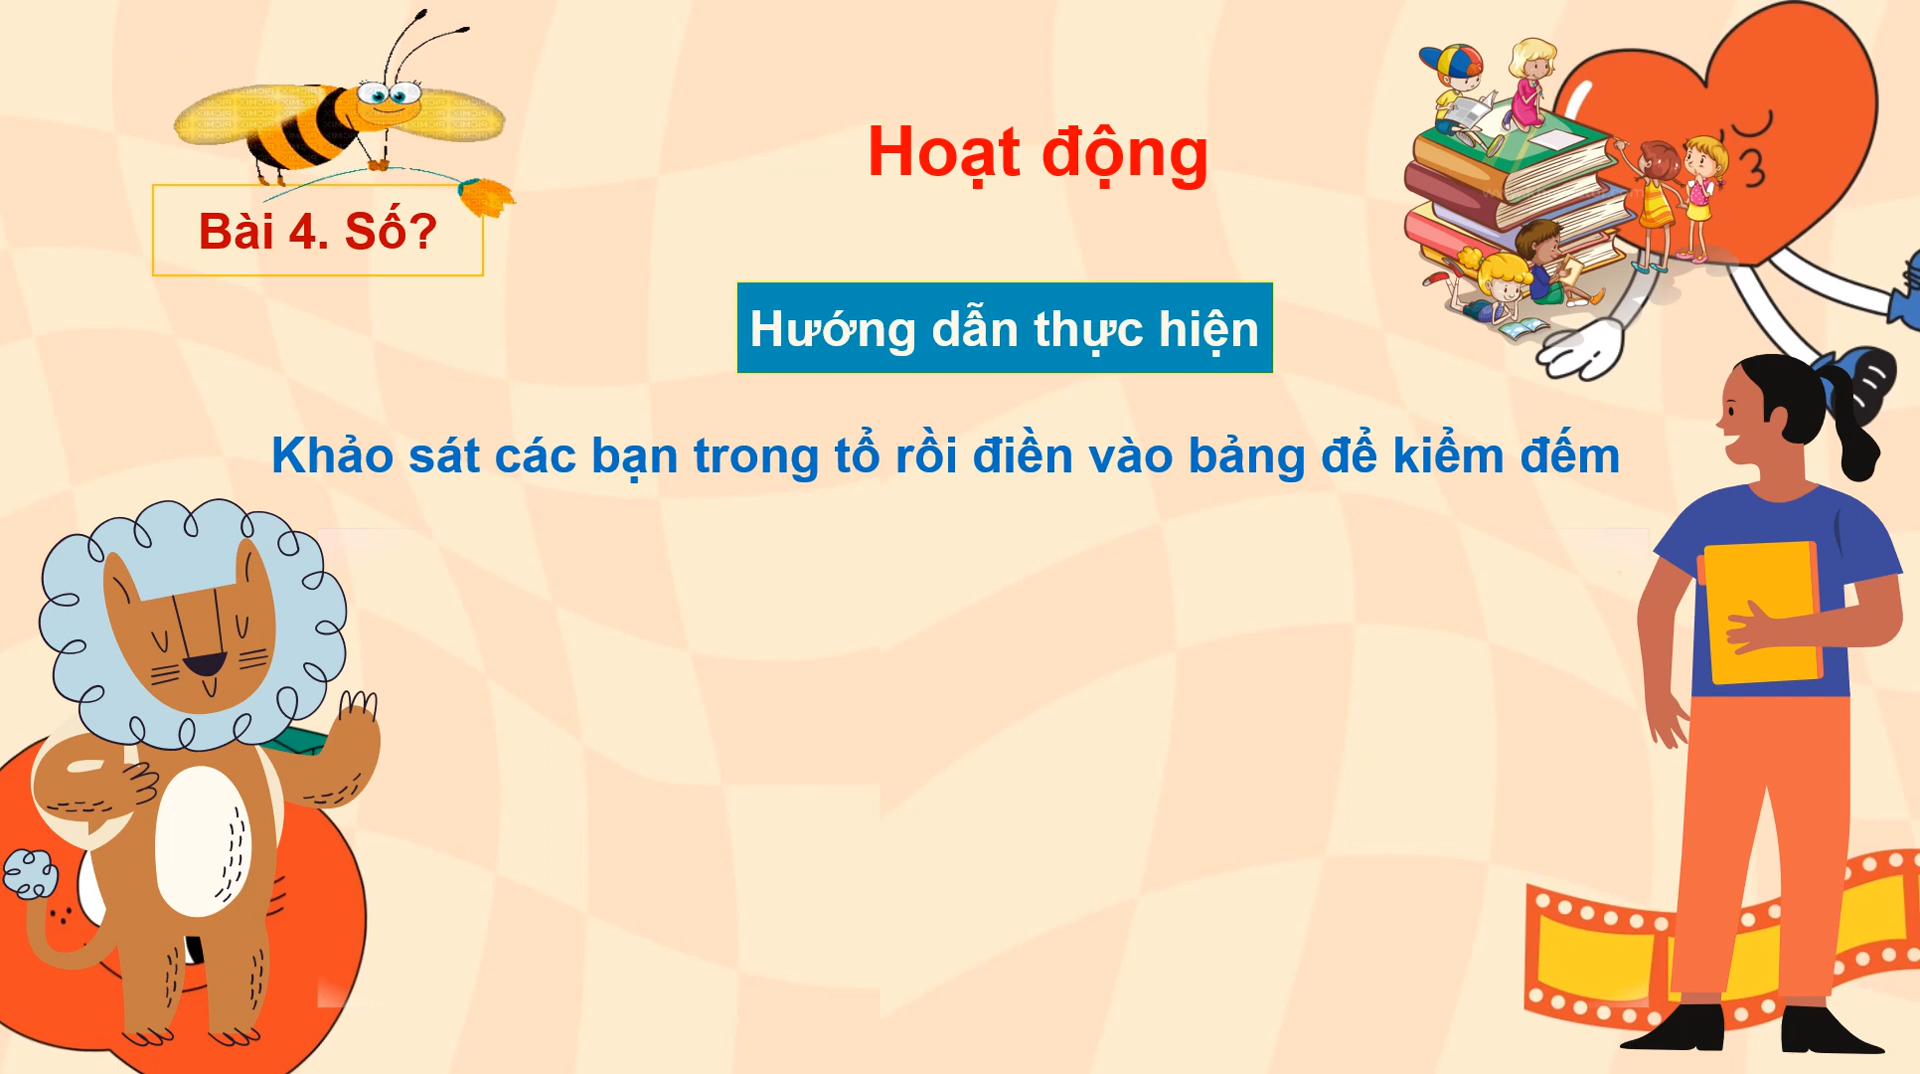 Hoạt động
Bài 4. Số?
Hướng dẫn thực hiện
Khảo sát các bạn trong tổ rồi điền vào bảng để kiểm đếm